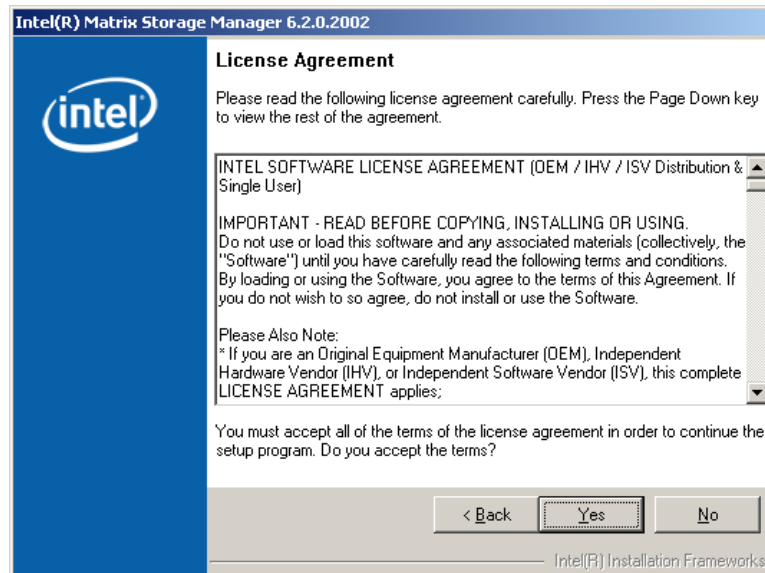 Intel(R) Matrix Storage Manager 6.2.0.2002
intel
License Agreement
Please read the following license agreement carefully. Press the Page Down key
to view the rest of the agreement.
INTEL SOFTWARE LICENSE AGREEMENT (OEM / IHV / ISV Distribution &
Single User)
IMPORTANT - READ BEFORE COPYING, INSTALLING OR USING.
Do not use or load this software and any associated materials (collectively, the
"Software") until you have carefully read the following terms and conditions.
By loading or using the Software, you agree to the terms of this Agreement. If
you do not wish to so agree, do not install or use the Software.
Please Also Note:
* If you are an Original Equipment Manufacturer (OEM), Independent
Hardware Vendor (IHV), or Independent Software Vendor (ISV), this complete
LICENSE AGREEMENT applies;
You must accept all of the terms of the license agreement in order to continue the
setup program. Do you accept the terms?
< Back
Yes
No
Intel(R) Installation Frameworks